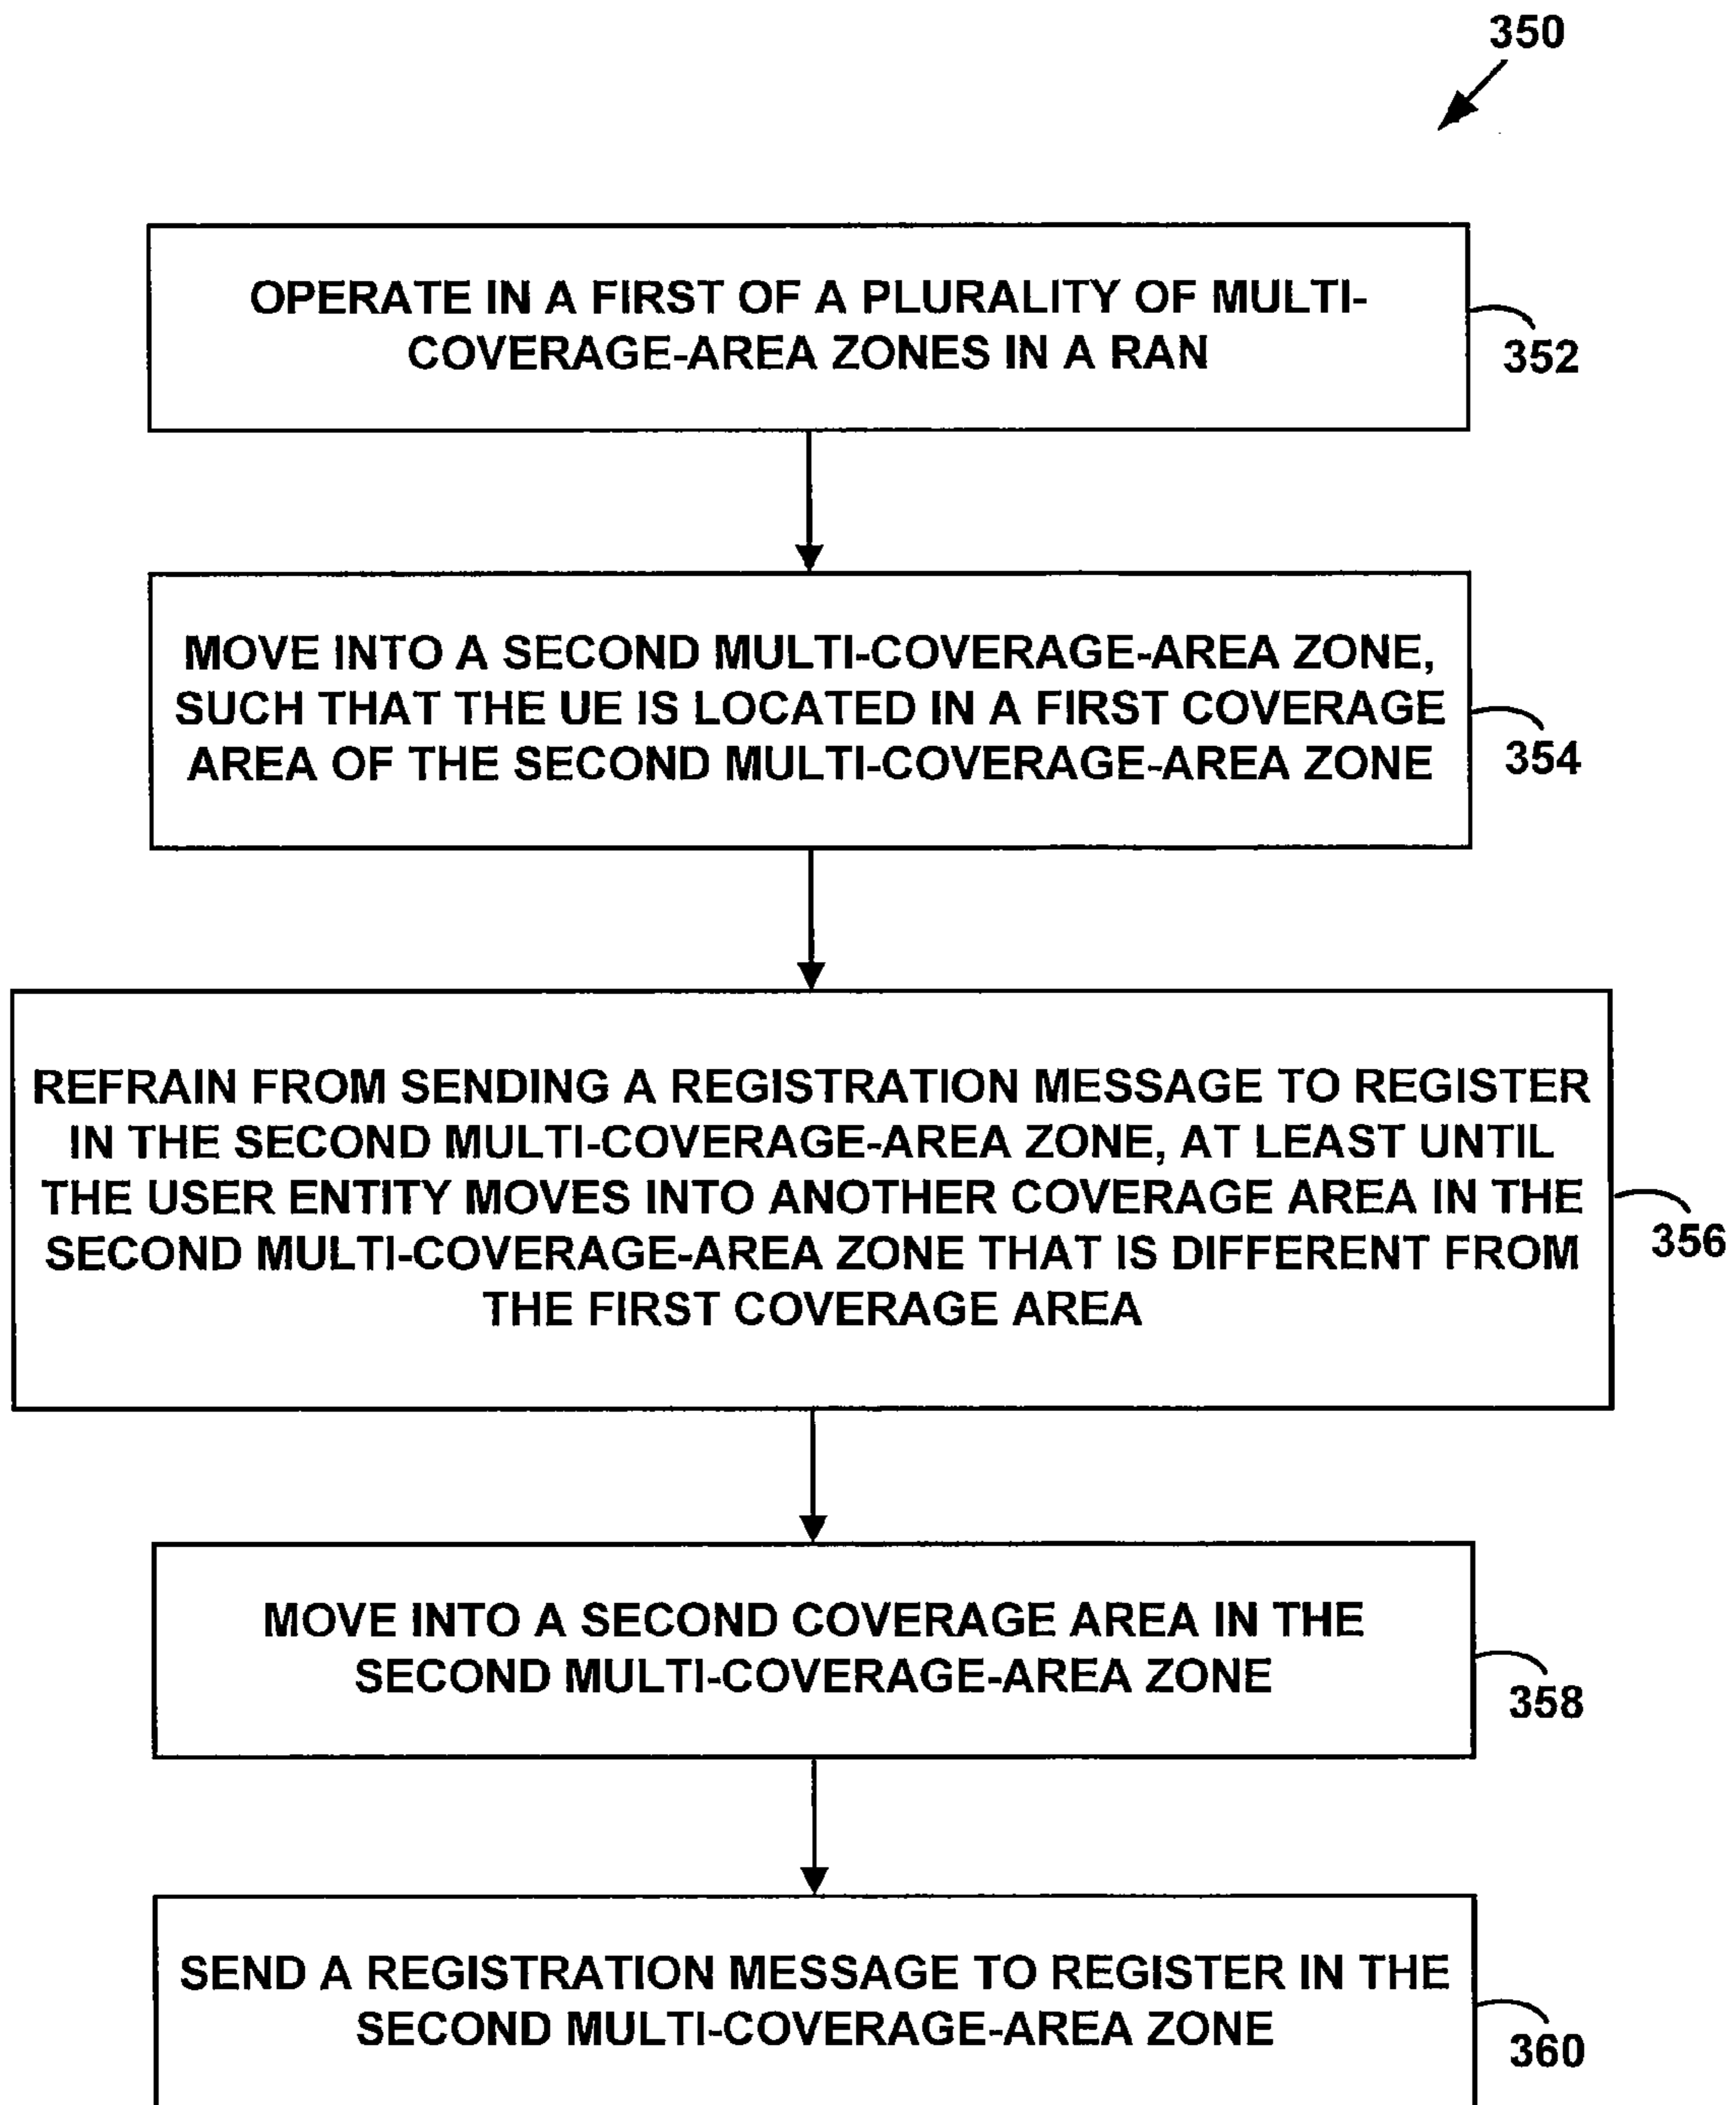 350
OPERATE IN A FIRST OF A PLURALITY OF MULTI-
COVERAGE-AREA ZONES IN A RAN
352
MOVE INTO A SECOND MULTI-COVERAGE-AREA ZONE,
SUCH THAT THE UE IS LOCATED IN A FIRST COVERAGE
AREA OF THE SECOND MULTI-COVERAGE-AREA ZONE
354
REFRAIN FROM SENDING A REGISTRATION MESSAGE TO REGISTER
IN THE SECOND MULTI-COVERAGE-AREA ZONE, AT LEAST UNTIL
THE USER ENTITY MOVES INTO ANOTHER COVERAGE AREA IN THE
SECOND MULTI-COVERAGE-AREA ZONE THAT IS DIFFERENT FROM
THE FIRST COVERAGE AREA
356
MOVE INTO A SECOND COVERAGE AREA IN THE
SECOND MULTI-COVERAGE-AREA ZONE
358
SEND A REGISTRATION MESSAGE TO REGISTER IN THE
SECOND MULTI-COVERAGE-AREA ZONE
360